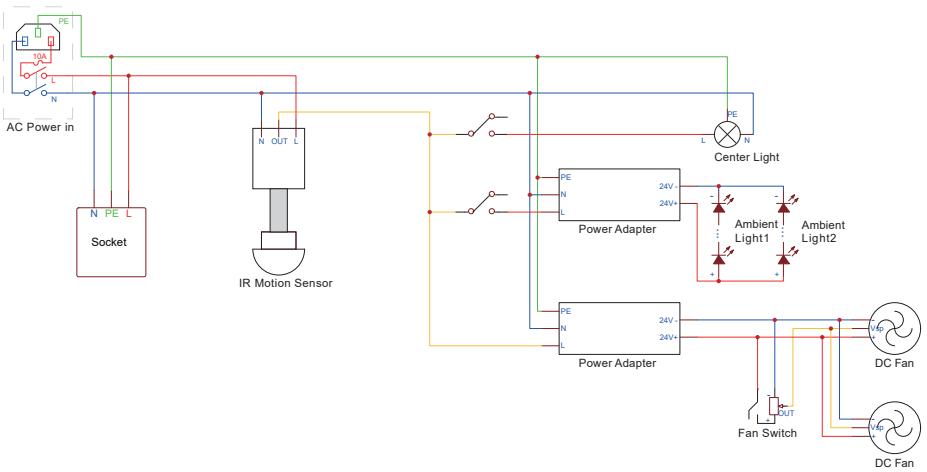 PE
10A
L
N
AC Power in
N PE L
Socket
N OUT L
IR Motion Sensor
PE
L
N
Center Light
PE
N
L
24V -
24V+
Power Adapter
-
-
+
+
Ambient
Light1
Ambient
Light2
PE
N
L
24V -
24V+
Power Adapter
-
+
OUT
Fan Switch
-
Vsp
+
DC Fan
-
Vsp
+
DC Fan